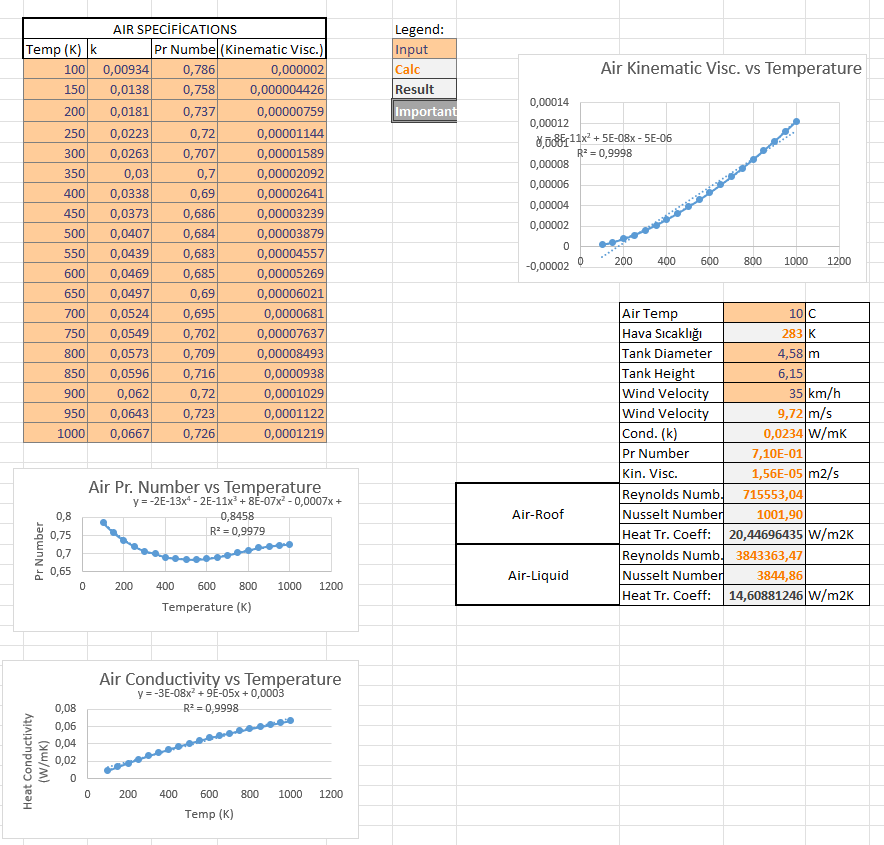 AIR SPECİFİCATIONS
Temp (K) k Pr Numbe (Kinematic Visc.)
100 0,00934 0,786 0,000002
150 0,0138 0,758 0,000004426
200 0,0181 0,737 0,00000759
250 0,0223 0,72 0,00001144
300 0,0263 0,707 0,00001589
350 0,03 0,7 0,00002092
400 0,0338 0,69 0,00002641
450 0,0373 0,686 0,00003239
500 0,0407 0,684 0,00003879
550 0,0439 0,683 0,00004557
600 0,0469 0,685 0,00005269
650 0,0497 0,69 0,00006021
700 0,0524 0,695 0,0000681
750 0,0549 0,702 0,00007637
800 0,0573 0,709 0,00008493
850 0,0596 0,716 0,0000938
900 0,062 0,72 0,0001029
950 0,0643 0,723 0,0001122
1000 0,0667 0,726 0,0001219
Legend:
Input
Calc
Result
Important
Air Kinematic Visc. vs Temperature
y = 8E-11x² + 5E-08x - 5E-06
R² = 0,9998
0,00014
0,00012
0,0001
0,00008
0,00006
0,00004
0,00002
0
-0,00002
0 200 400 600 800 1000 1200
Air Temp 10 C
Hava Sıcaklığı 283 K
Tank Diameter 4,58 m
Tank Height 6,15
Wind Velocity 35 km/h
Wind Velocity 9,72 m/s
Cond. (k) 0,0234 W/mK
Pr Number 7,10E-01
Kin. Visc. 1,56E-05 m2/s
Air-Roof
Reynolds Numb. 715553,04
Nusselt Number 1001,90
Heat Tr. Coeff: 20,44696435 W/m2K
Air-Liquid
Reynolds Numb. 3843363,47
Nusselt Number 3844,86
Heat Tr. Coeff: 14,60881246 W/m2K
Air Pr. Number vs Temperature
y = -2E-13x⁴ - 2E-11x³ + 8E-07x² - 0,0007x +
0,8458
R² = 0,9979
Pr Number
0,8
0,75
0,7
0,65
0 200 400 600 800 1000 1200
Temperature (K)
Air Conductivity vs Temperature
y = -3E-08x² + 9E-05x + 0,0003
R² = 0,9998
Heat Conductivity
(W/mK)
0,08
0,06
0,04
0,02
0
0 200 400 600 800 1000 1200
Temp (K)